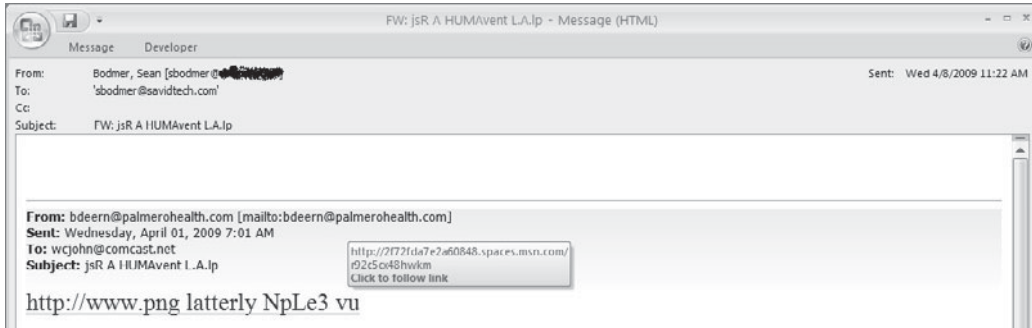 FW: jsR A HUMAvent L.A.lp - Message (HTML)
Message Developer
From: Bodmer, Sean [sbodmer@
Sent: Wed 4/8/2009 11:22 AM
To: 'sbodmer@savidtech.com'
Cc:
Subject: FW: jsR A HUMAvent L.A.lp
From: bdeern@palmerohealth.com [mailto:bdeern@palmerohealth.com]
Sent: Wednesday, April 01, 2009 7:01 AM
To: wcjohn@comcast.net
Subject: jsR A HUMAvent L.A.lp
http://2f72fda7e2a60848.spaces.msn.com/
r92c5cx48hwkm
Click to follow link
http://www.png latterly NpLe3 vu